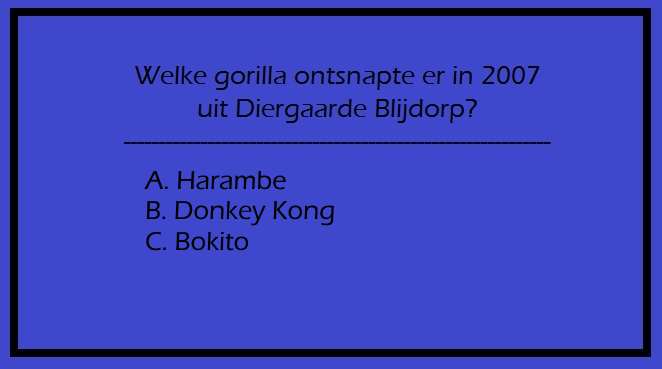 Welke gorilla ontsnapte er in 2007
uit Diergaarde Blijdorp?
A. Harambe
B. Donkey Kong
C. Bokito